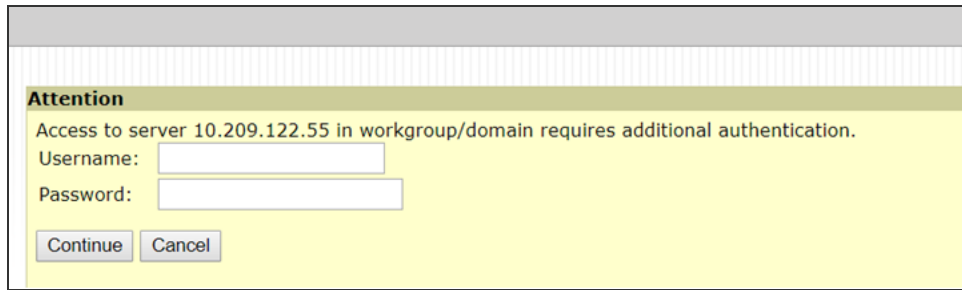 Attention
Access to server 10.209.122.55 in workgroup/domain requires additional authentication.
Username:
Password:
Continue Cancel